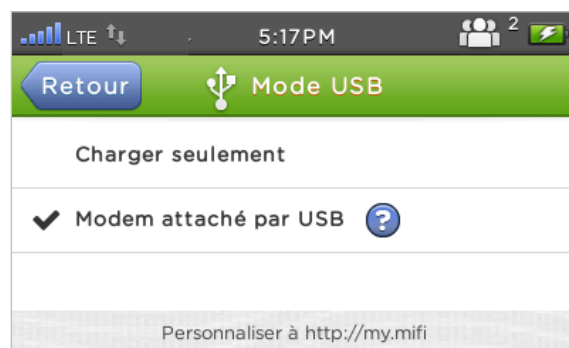 LTE 5:17PM 2
Retour Mode USB
Charger seulement
Modem attaché par USB ?
Personnaliser à http://my.mifi